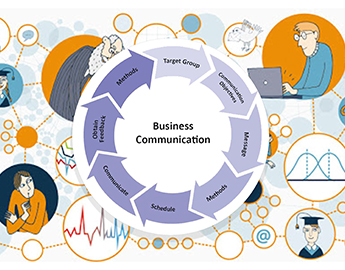 Target Group
Communication
Objectives
Message
Methods
Schedule
Communicate
Obtain
Feedback
Methods
Business
Communication
@
@